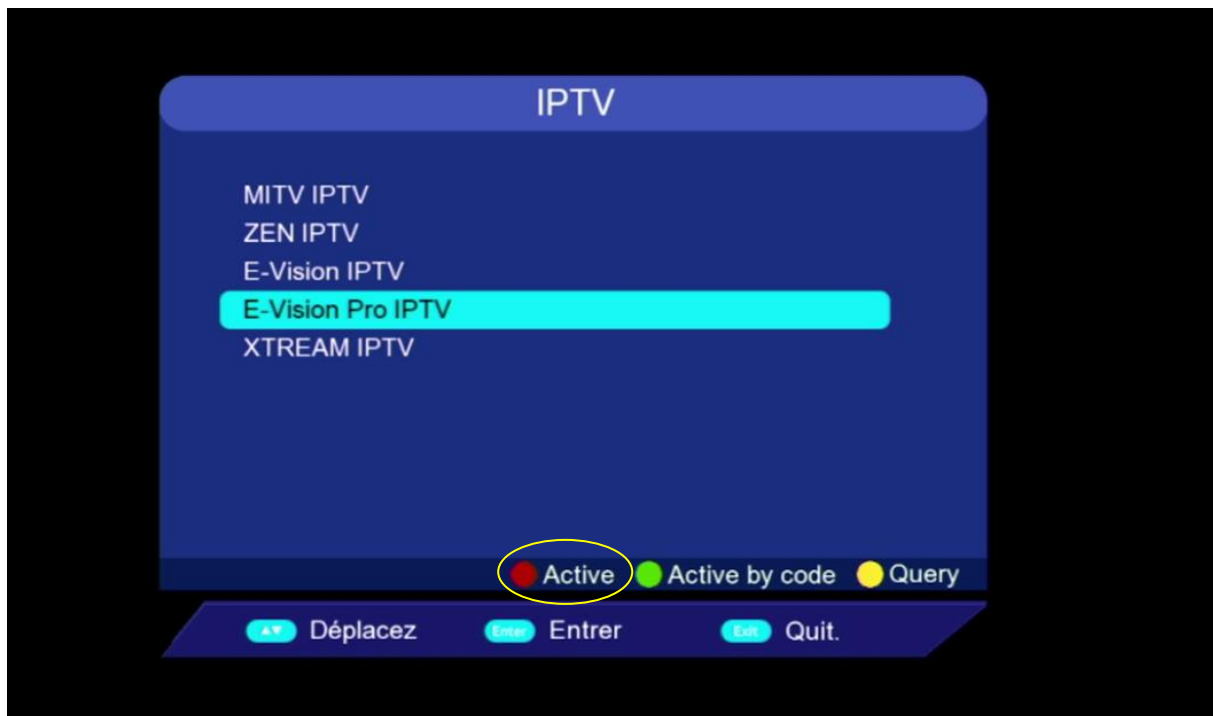 IPTV
MITV IPTV
ZEN IPTV
E-Vision IPTV
E-Vision Pro IPTV
XTREAM IPTV
Active Active by code Query
Déplacez Enter Entrer Exit Quit.